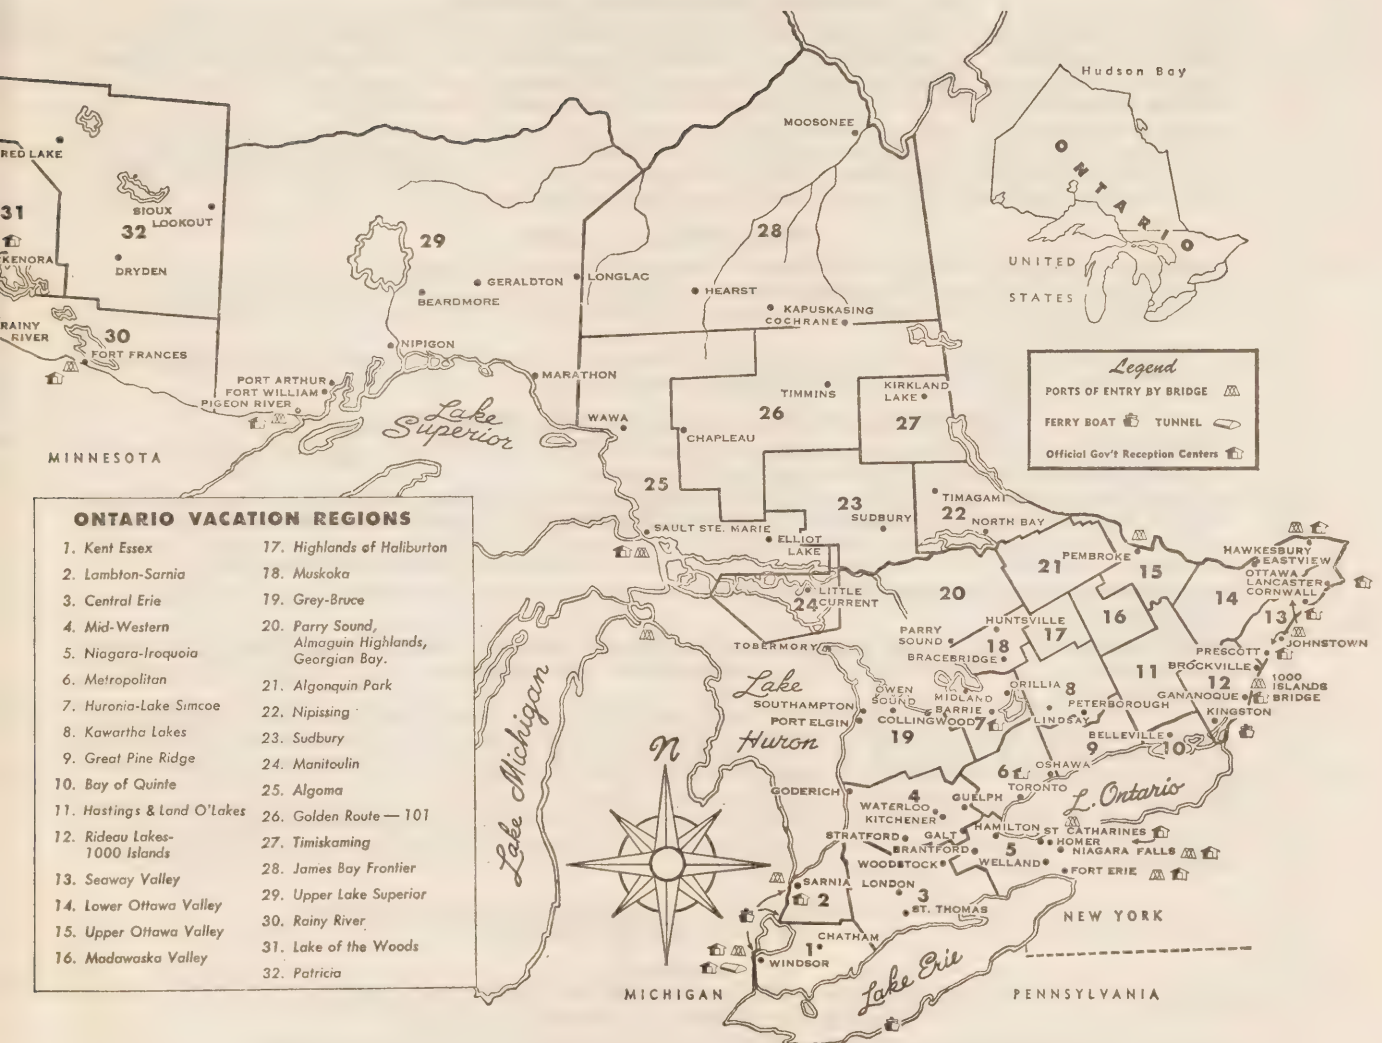 Hudson Bay
ONTARIO
UNITED
STATES
Legend
PORTS OF ENTRY BY BRIDGE
FERRY BOAT TUNNEL
Official Gov't Reception Centers
MOOSONEE
RED LAKE
31
SIOUX
LOOKOUT
32
KENORA
DRYDEN
29
GERALDTON
LONGLAC
BEARDMORE
28
HEARST
KAPUSKASING
COCHRANE
RAINY
RIVER
30
FORT FRANCES
NIPIGON
PORT ARTHUR
FORT WILLIAM
PIGEON RIVER
MARATHON
Lake
Superior
MINNESOTA
WAWA
TIMMINS
26
CHAPLEAU
KIRKLAND
LAKE
27
25
23
SUDBURY
TIMAGAMI
22
NORTH BAY
SAULT STE. MARIE
ELLIOT
LAKE
LITTLE
24
CURRENT
TOBERMORY
20
21
PEMBROKE
15
16
HAWKESBURY
EASTVIEW
OTTAWA
LANCASTER
CORNWALL
14
13
JOHNSTOWN
PRESCOTT
BROCKVILLE
12
1000
ISLANDS
BRIDGE
GANANOQUE
KINGSTON
HUNTSVILLE
17
PARRY
SOUND
18
BRACEBRIDGE
11
ORILLIA
8
PETERBOROUGH
LINDSAY
MIDLAND
BARRIE
OWEN
SOUND
COLLINGWOOD
7
19
SOUTHAMPTON
PORT ELGIN
Lake
Huron
Lake Michigan
N
BELLEVILLE
9
10
OSHAWA
6
TORONTO
L. Ontario
GODERICH
4
GUELPH
WATERLOO
KITCHENER
STRATFORD
GALT
HAMILTON
ST CATHARINES
HOMER
BRANTFORD
5
NIAGARA FALLS
WOODSTOCK
WELLAND
FORT ERIE
SARNIA
LONDON
2
3
ST. THOMAS
NEW YORK
CHATHAM
1
WINDSOR
Lake Erie
MICHIGAN
PENNSYLVANIA
ONTARIO VACATION REGIONS
1. Kent Essex
2. Lambton-Sarnia
3. Central Erie
4. Mid-Western
5. Niagara-Iroquoia
6. Metropolitan
7. Huronia-Lake Simcoe
8. Kawartha Lakes
9. Great Pine Ridge
10. Bay of Quinte
11. Hastings & Land O'Lakes
12. Rideau Lakes-
1000 Islands
13. Seaway Valley
14. Lower Ottawa Valley
15. Upper Ottawa Valley
16. Madawaska Valley
17. Highlands of Haliburton
18. Muskoka
19. Grey-Bruce
20. Parry Sound,
Almaguin Highlands,
Georgian Bay.
21. Algonquin Park
22. Nipissing
23. Sudbury
24. Manitoulin
25. Algoma
26. Golden Route — 101
27. Timiskaming
28. James Bay Frontier
29. Upper Lake Superior
30. Rainy River
31. Lake of the Woods
32. Patricia